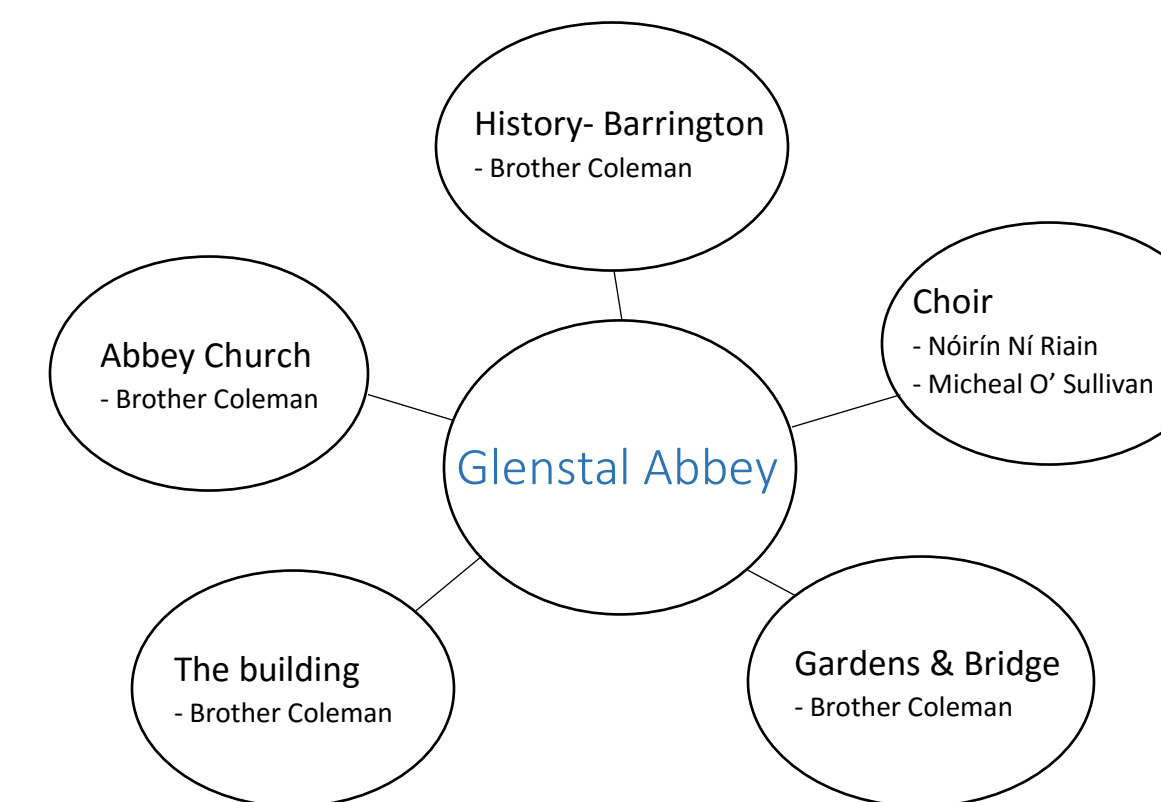 History- Barrington
- Brother Coleman
Choir
- Nóirín Ní Riain
- Micheal O’ Sullivan
Abbey Church
- Brother Coleman
Glenstal Abbey
The building
- Brother Coleman
Gardens & Bridge
- Brother Coleman